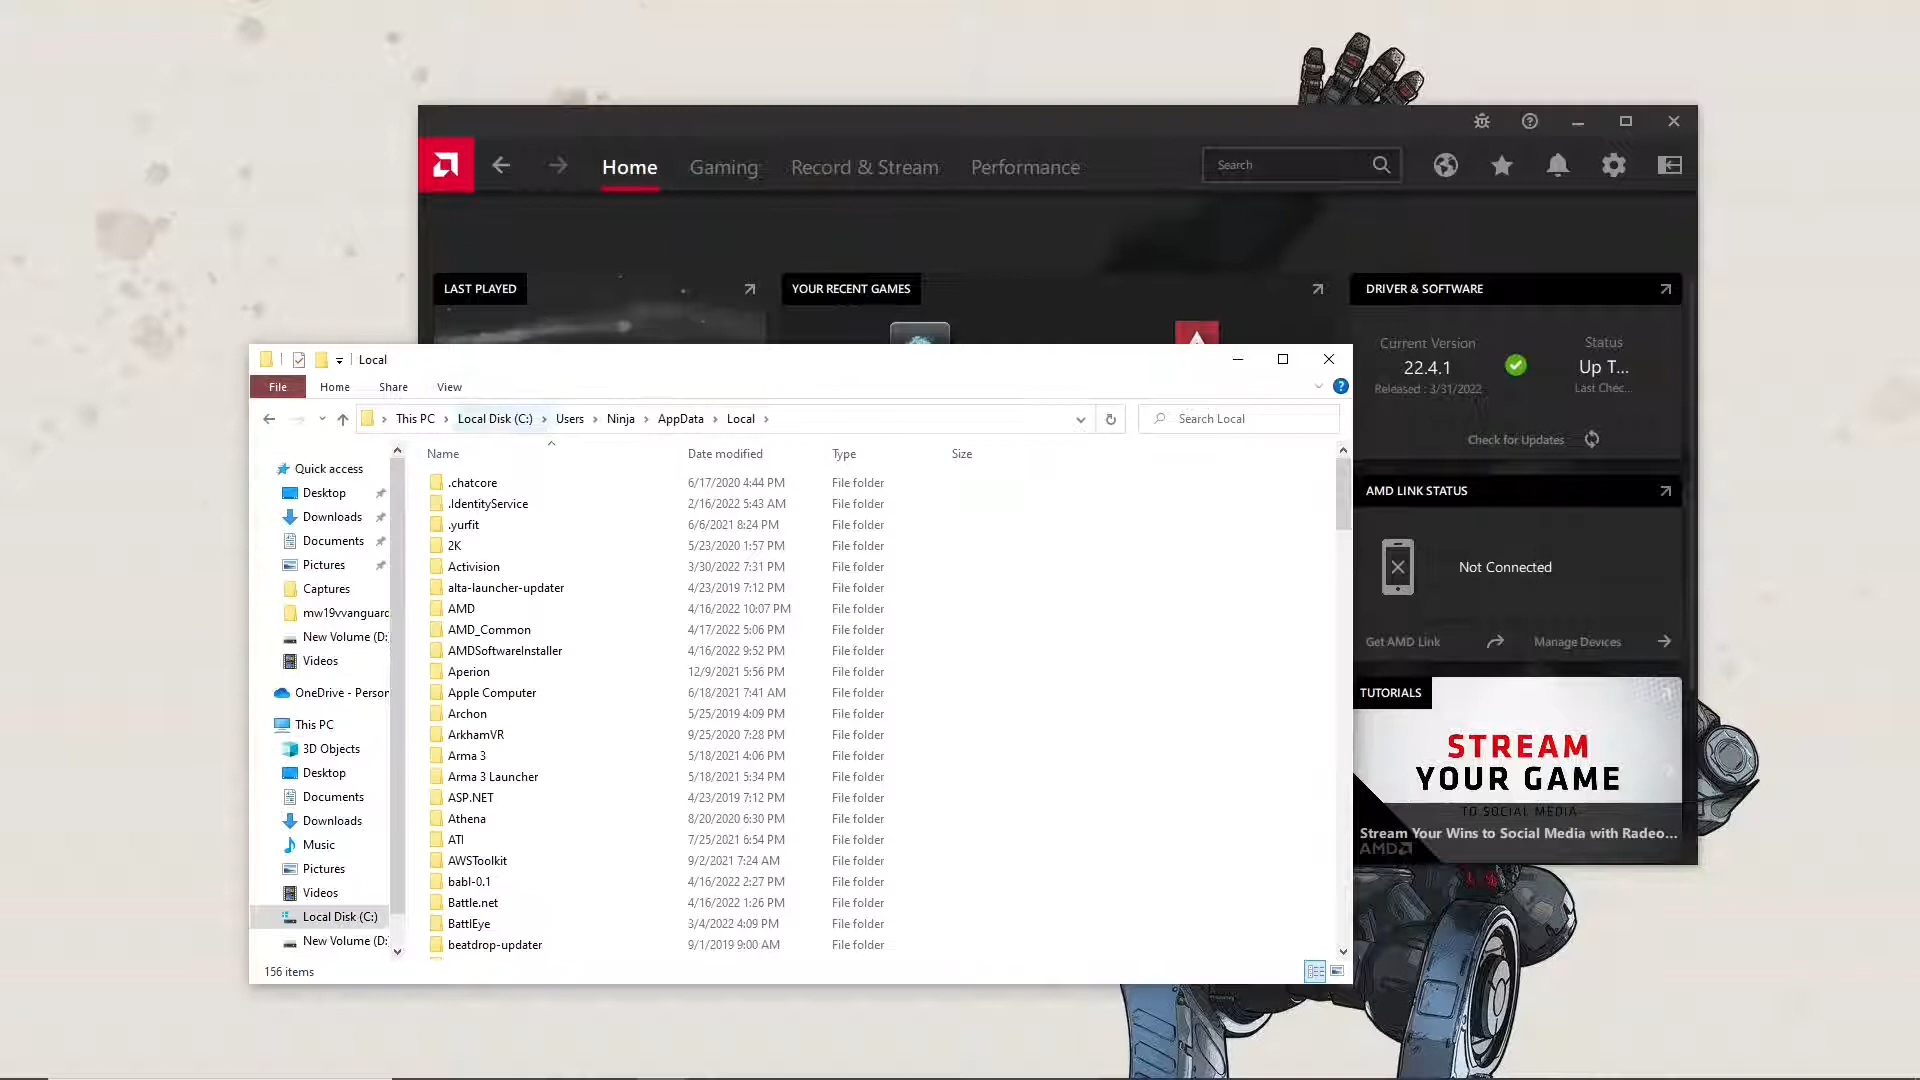 Home
Gaming
Record & Stream
Performance
Search
LAST PLAYED
YOUR RECENT GAMES
DRIVER & SOFTWARE
Current Version
22.4.1
Released : 3/31/2022
Status
Up T...
Last Chec...
Check for Updates
AMD LINK STATUS
Not Connected
Get AMD Link
Manage Devices
TUTORIALS
STREAM
YOUR GAME
TO SOCIAL MEDIA
Stream Your Wins to Social Media with Radeo...
AMD
Local
File Home Share View
This PC > Local Disk (C:) > Users > Ninja > AppData > Local >
Search Local
Quick access
Desktop
Downloads
Documents
Pictures
Captures
mw19vvanguard
New Volume (D:
Videos
OneDrive - Person
This PC
3D Objects
Desktop
Documents
Downloads
Music
Pictures
Videos
Local Disk (C:)
New Volume (D:
Name Date modified Type Size
.chatcore 6/17/2020 4:44 PM File folder
.IdentityService 2/16/2022 5:43 AM File folder
.yurfit 6/6/2021 8:24 PM File folder
2K 5/23/2020 1:57 PM File folder
Activision 3/30/2022 7:31 PM File folder
alta-launcher-updater 4/23/2019 7:12 PM File folder
AMD 4/16/2022 10:07 PM File folder
AMD_Common 4/17/2022 5:06 PM File folder
AMDSoftwareInstaller 4/16/2022 9:52 PM File folder
Aperion 12/9/2021 5:56 PM File folder
Apple Computer 6/18/2021 7:41 AM File folder
Archon 5/25/2019 4:09 PM File folder
ArkhamVR 9/25/2020 7:28 PM File folder
Arma 3 5/18/2021 4:06 PM File folder
Arma 3 Launcher 5/18/2021 5:34 PM File folder
ASP.NET 4/23/2019 7:12 PM File folder
Athena 8/20/2020 6:30 PM File folder
ATI 7/25/2021 6:54 PM File folder
AWSToolkit 9/2/2021 7:24 AM File folder
babl-0.1 4/16/2022 2:27 PM File folder
Battle.net 4/16/2022 1:26 PM File folder
BattlEye 3/4/2022 4:09 PM File folder
beatdrop-updater 9/1/2019 9:00 AM File folder
156 items